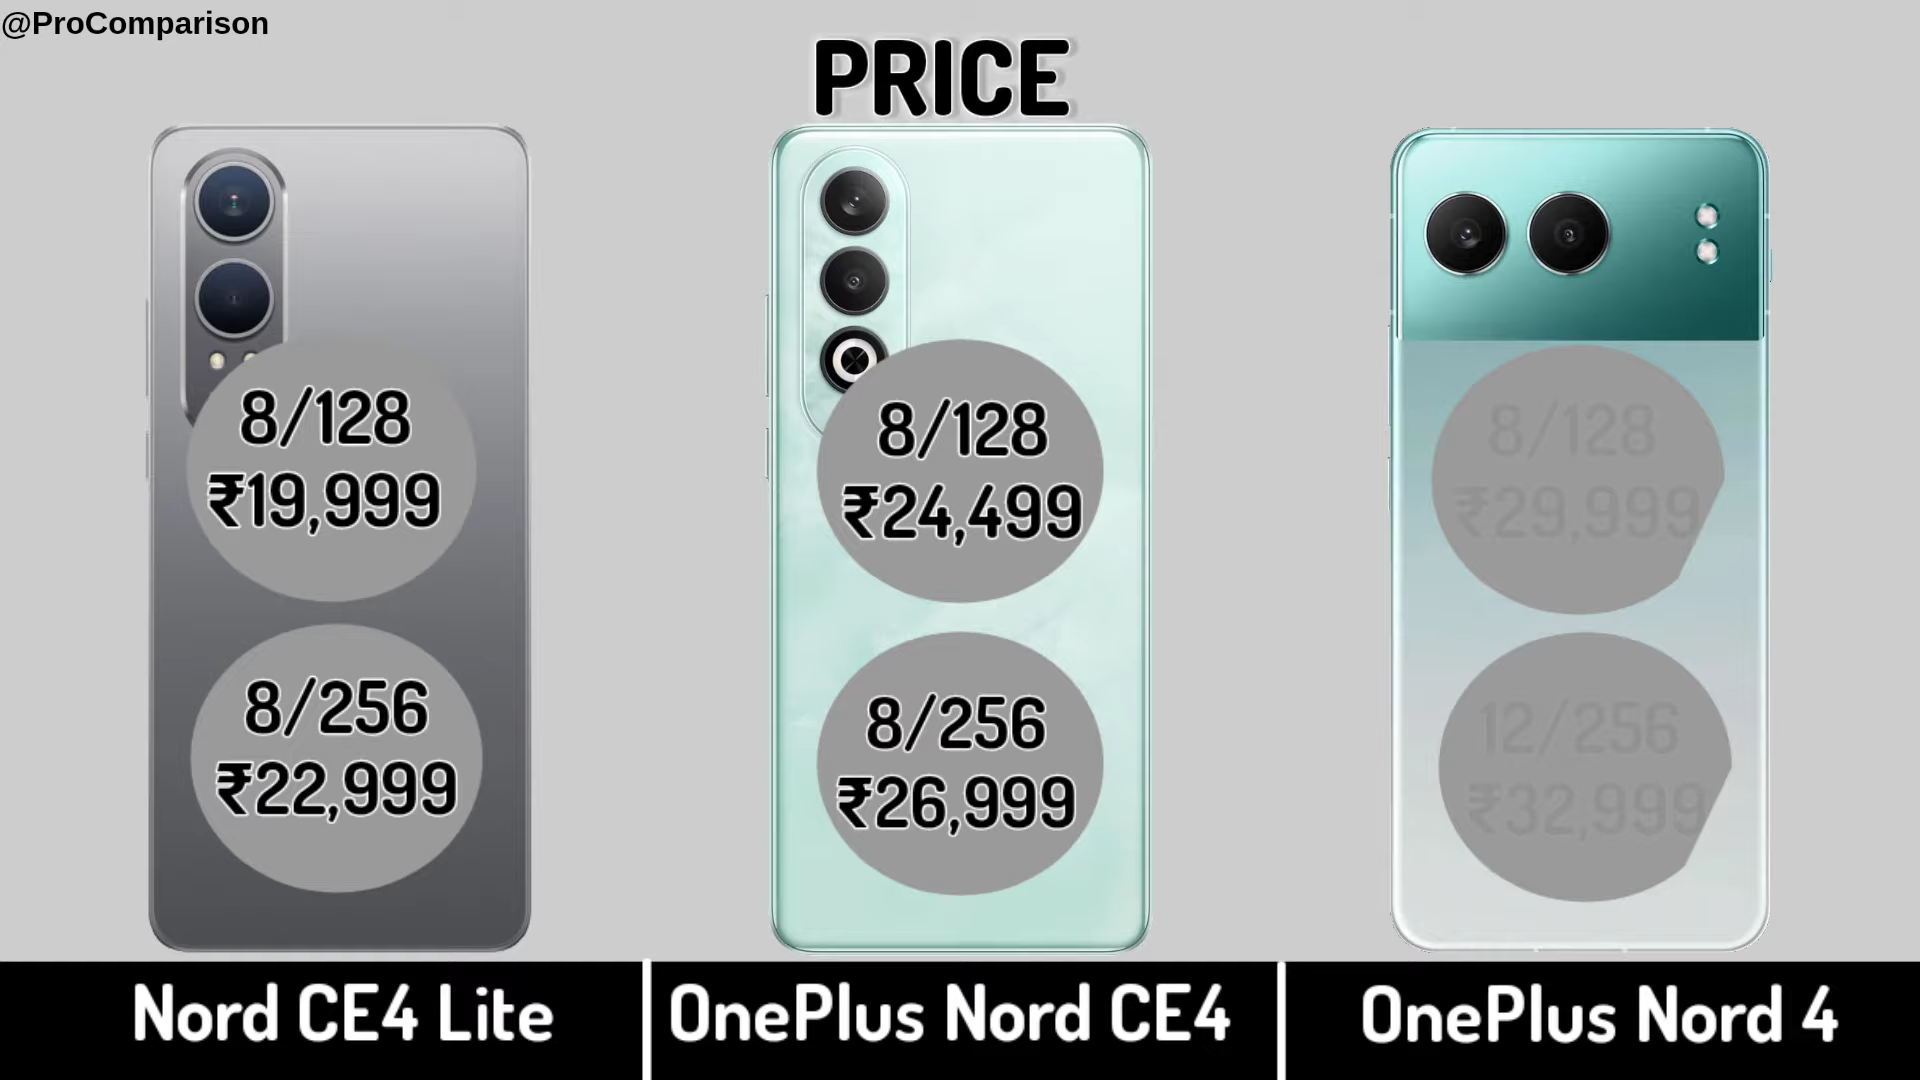 @ProComparison
PRICE
8/128
₹19,999
8/256
₹22,999
8/128
₹24,499
8/256
₹26,999
8/128
₹29,999
12/256
₹32,999
Nord CE4 Lite
OnePlus Nord CE4
OnePlus Nord 4